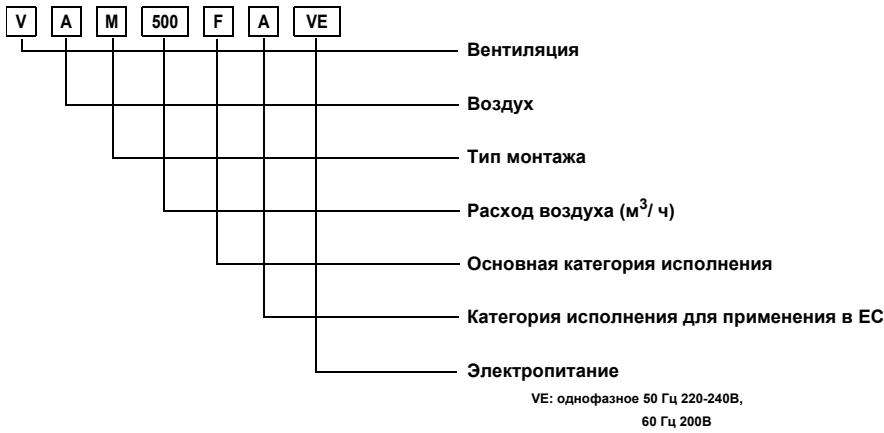 V A M 500 F A VE
Вентиляция
Воздух
Тип монтажа
Расход воздуха (м³/ ч)
Основная категория исполнения
Категория исполнения для применения в ЕС
Электропитание
VE: однофазное 50 Гц 220-240В,
60 Гц 200В